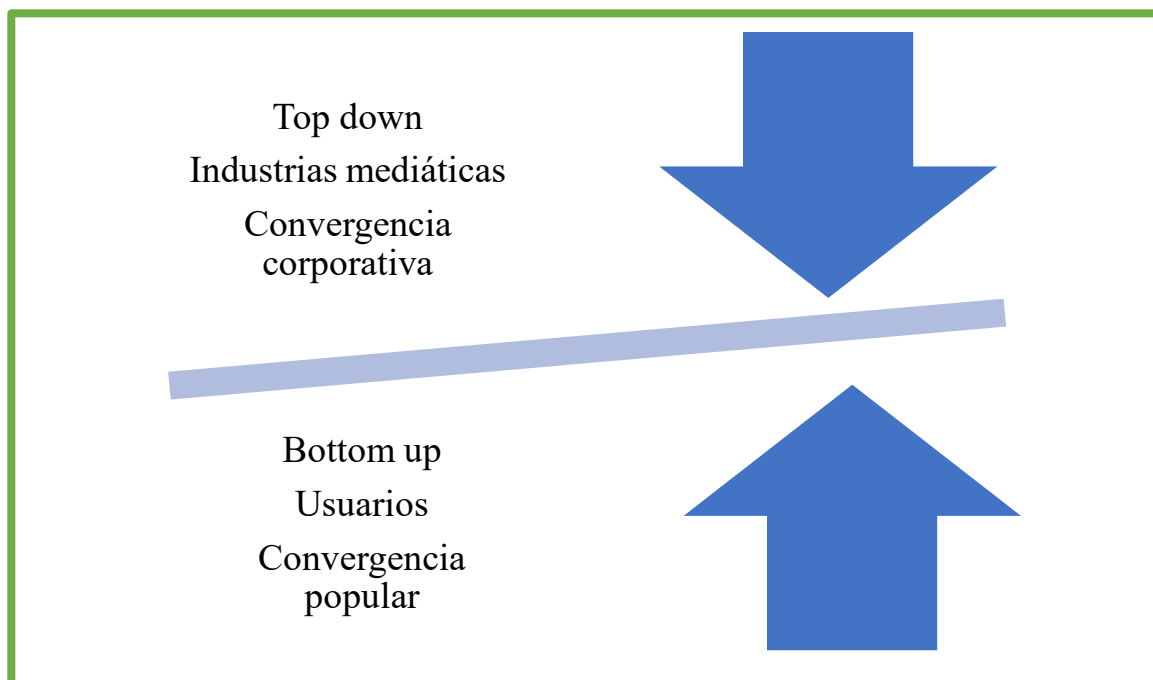 Top down
Industrias mediáticas
Convergencia
corporativa
Bottom up
Usuarios
Convergencia
popular